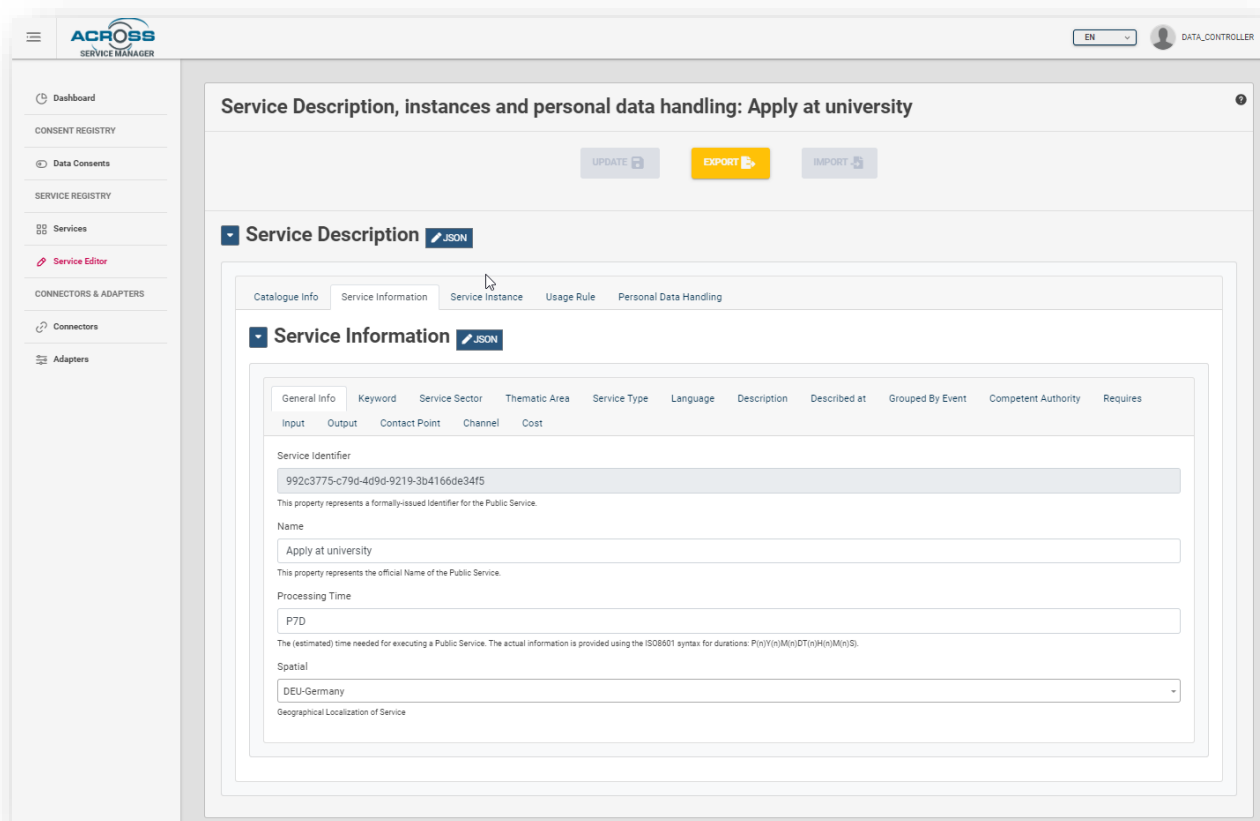 ACROSS
SERVICE MANAGER
EN
DATA_CONTROLLER
Dashboard
CONSENT REGISTRY
Data Consents
SERVICE REGISTRY
Services
Service Editor
CONNECTORS & ADAPTERS
Connectors
Adapters
Service Description, instances and personal data handling: Apply at university
?
UPDATE EXPORT IMPORT
Service Description JSON
Catalogue Info Service Information Service Instance Usage Rule Personal Data Handling
Service Information JSON
General Info Keyword Service Sector Thematic Area Service Type Language Description Described at Grouped By Event Competent Authority Requires
Input Output Contact Point Channel Cost
Service Identifier
992c3775-c79d-4d9d-9219-3b4166de34f5
This property represents a formally-issued Identifier for the Public Service.
Name
Apply at university
This property represents the official Name of the Public Service.
Processing Time
P7D
The (estimated) time needed for executing a Public Service. The actual information is provided using the ISO8601 syntax for durations: P(n)Y(n)M(n)DT(n)H(n)M(n)S).
Spatial
DEU-Germany
Geographical Localization of Service